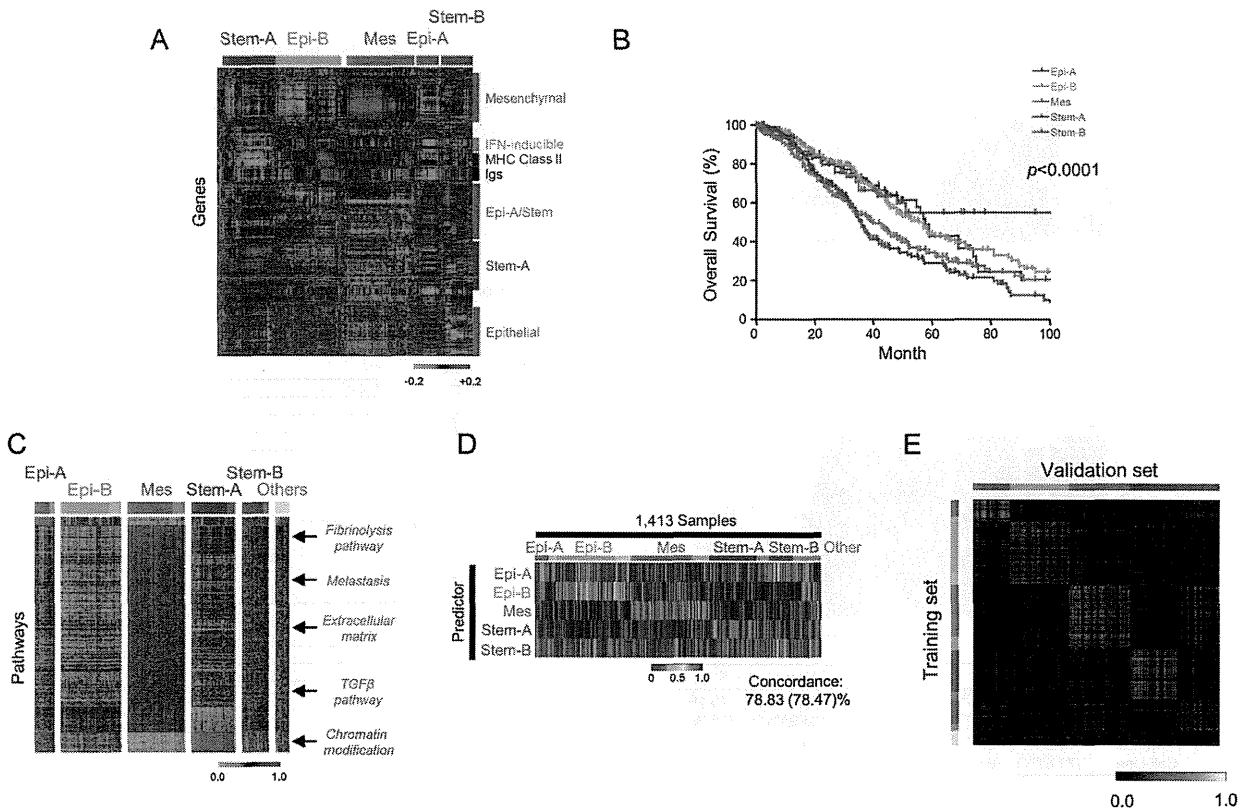 A
Stem-B
Stem-A
Epi-B
Mes
Epi-A
Genes
Mesenchymal
IFN-inducible
MHC Class II
Igs
Epi-A/Stem
Stem-A
Epithelial
-0.2
+0.2
B
Epi-A
Epi-B
Mes
Stem-A
Stem-B
p<0.0001
Overall Survival (%)
100
80
60
40
20
0
0
20
40
60
80
100
Month
C
Epi-A
Stem-B
Epi-B
Mes
Stem-A
Others
Pathways
Fibrinolysis
pathway
Metastasis
Extracellular
matrix
TGFβ
pathway
Chromatin
modification
0.0
1.0
D
1,413 Samples
Epi-A
Epi-B
Mes
Stem-A
Stem-B
Other
Predictor
Epi-A
Epi-B
Mes
Stem-A
Stem-B
0
0.5
1.0
Concordance:
78.83 (78.47)%
E
Validation set
Training set
0.0
1.0